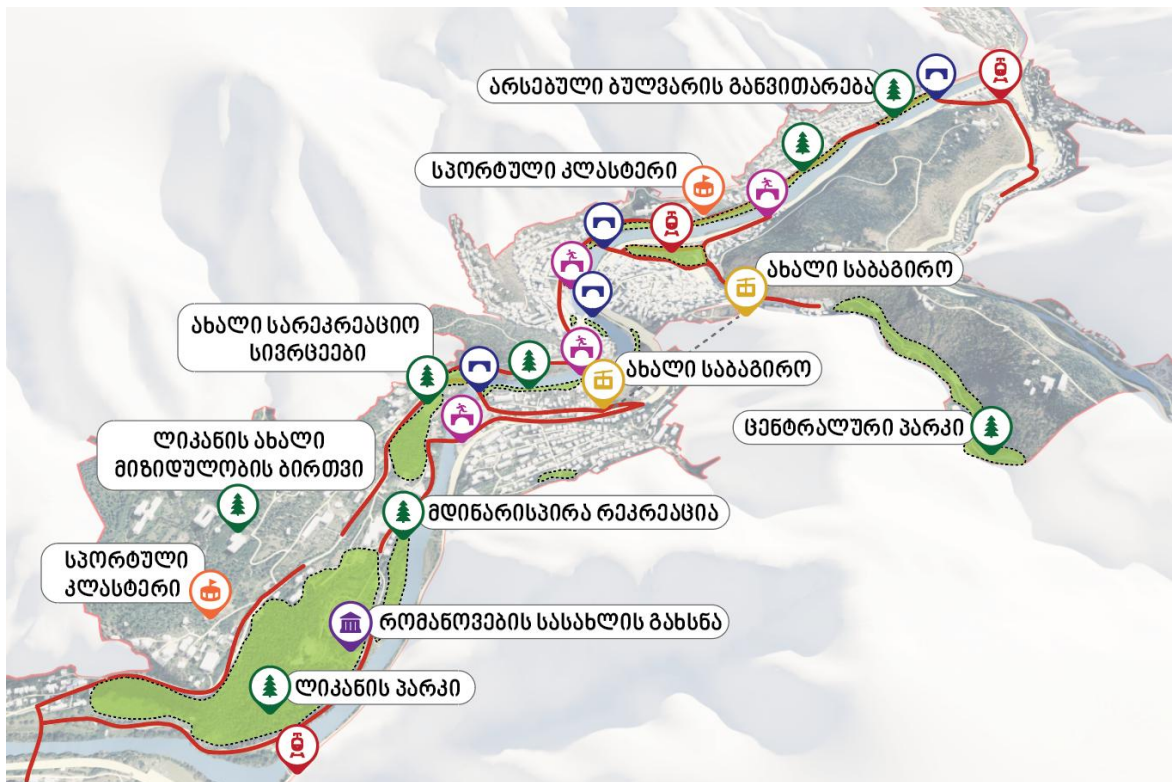 არსებული ბულვარის განვითარება
სპორტული კლასტერი
ახალი საბაგირო
ახალი სარეკრეაციო
სივრცეები
ახალი საბაგირო
ცენტრალური პარკი
ლიკანის ახალი
მიზიდულობის ბირთვი
მდინარისპირა რეკრეაცია
სპორტული
კლასტერი
რომანოვების სასახლის გახსნა
ლიკანის პარკი